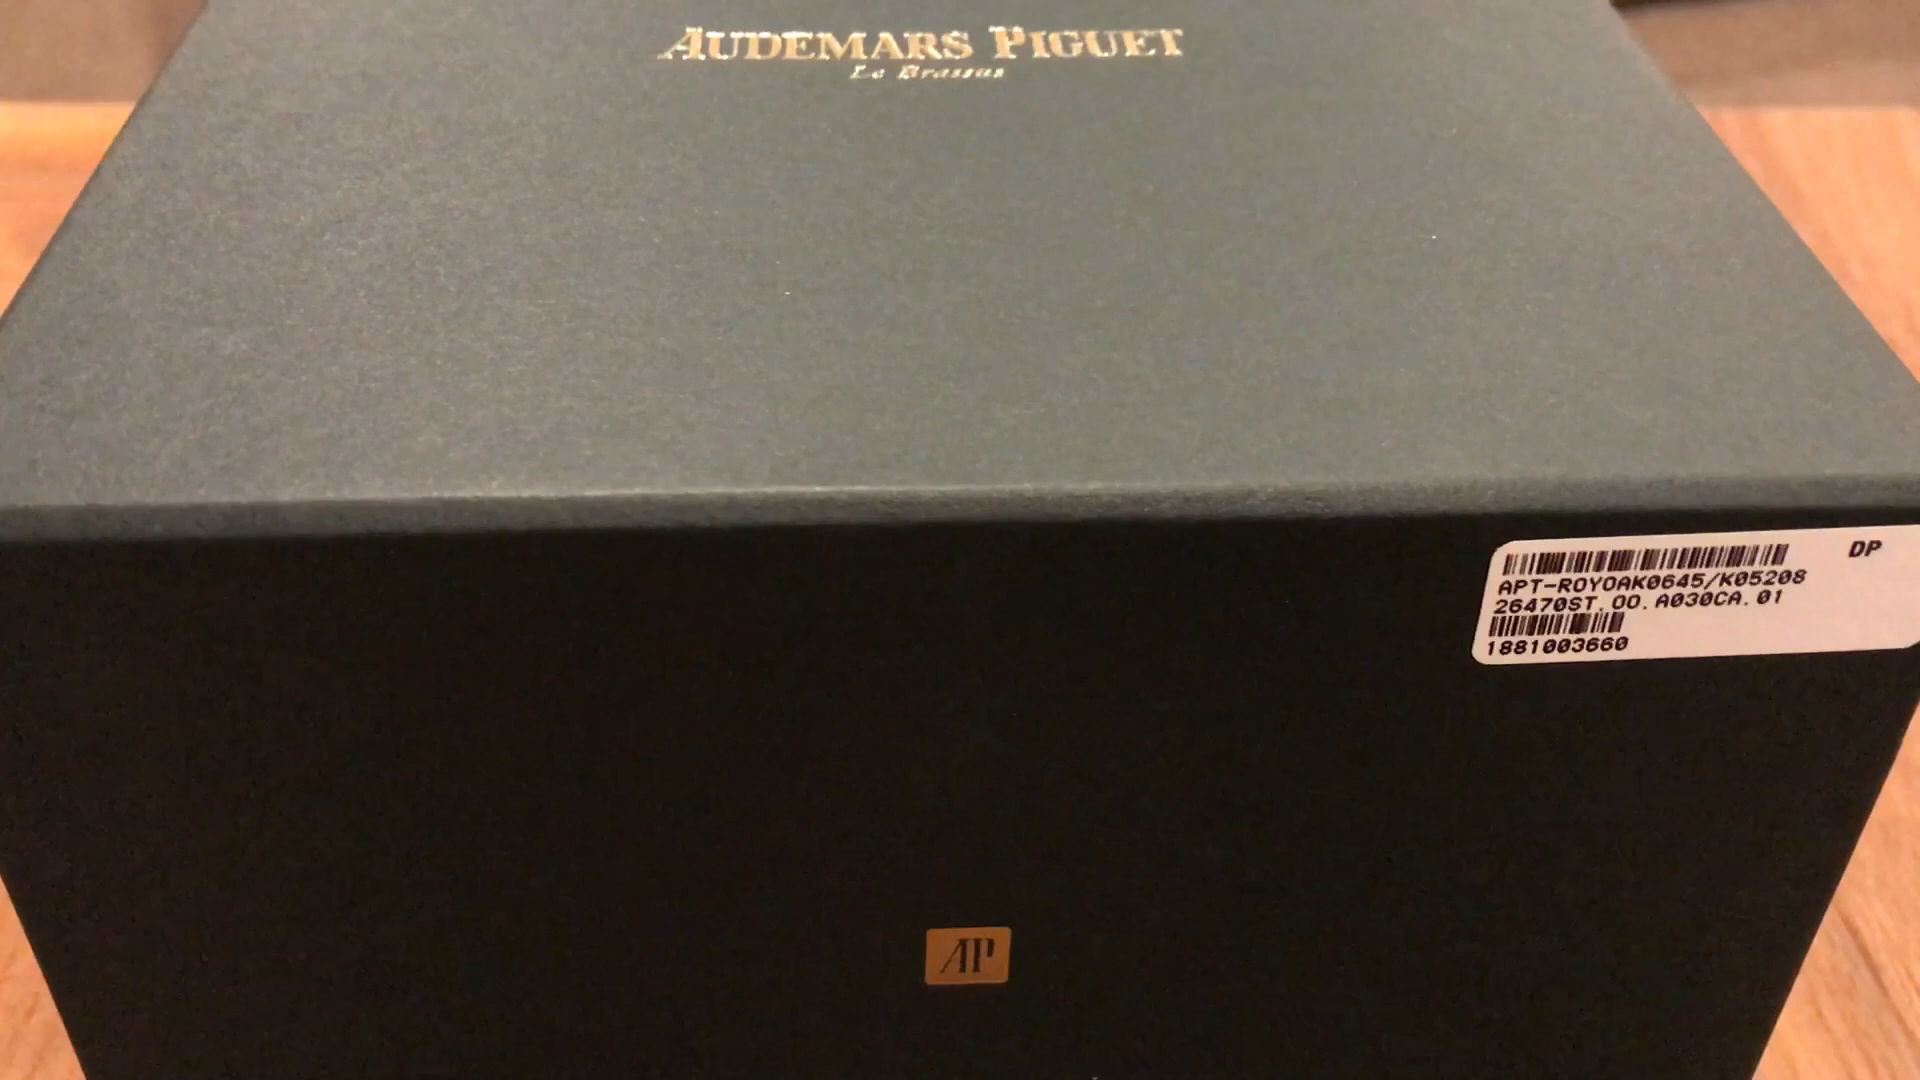 AUDEMARS PIGUET
Le Brassus
DP
APT-ROYOAK0645/K05208
26470ST.OO.A030CA.01
1881003660
AP